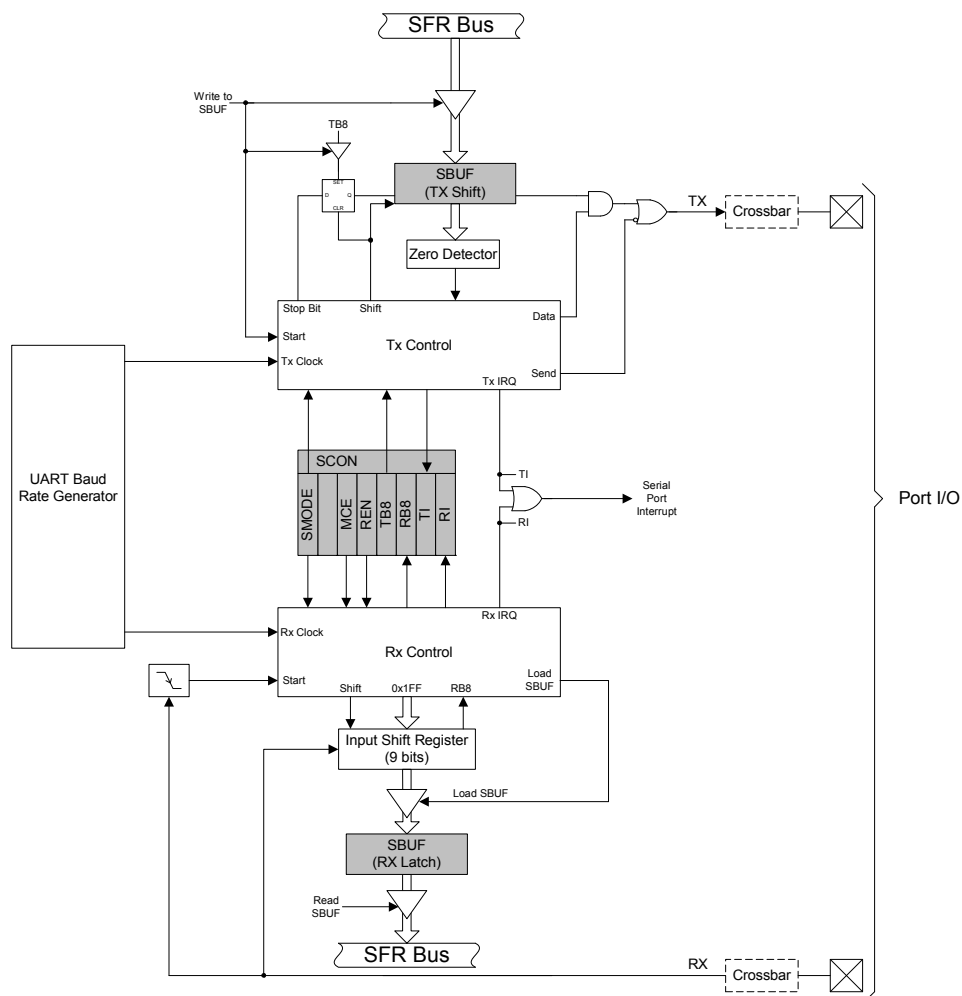 SFR Bus
Write to
SBUF
TB8
SET
D
Q
CLR
SBUF
(TX Shift)
TX
Crossbar
Zero Detector
Stop Bit
Shift
Data
Start
Tx Control
Tx Clock
Send
Tx IRQ
UART Baud
Rate Generator
SCON
SMODE
MCE
REN
TB8
RB8
TI
RI
TI
Serial
Port
Interrupt
RI
Port I/O
Rx IRQ
Rx Clock
Rx Control
Start
Load
SBUF
Shift
0x1FF
RB8
Input Shift Register
(9 bits)
Load SBUF
SBUF
(RX Latch)
Read
SBUF
SFR Bus
RX
Crossbar